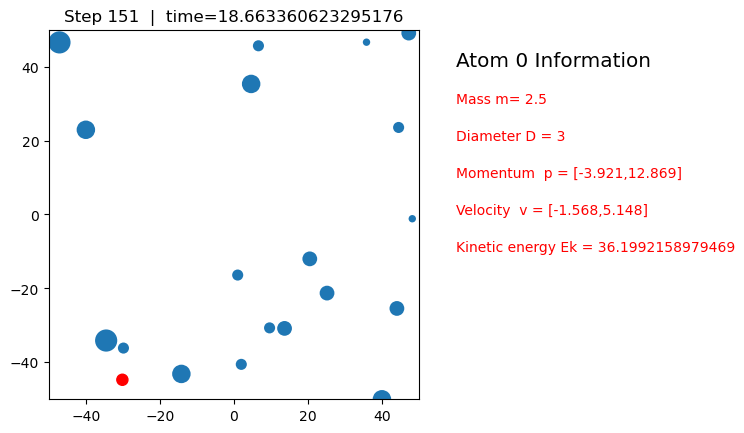 Step 151 | time=18.663360623295176
Atom 0 Information
Mass m= 2.5
Diameter D = 3
Momentum p = [-3.921,12.869]
Velocity v = [-1.568,5.148]
Kinetic energy Ek = 36.1992158979469
40
20
0
−20
−40
−40 −20 0 20 40